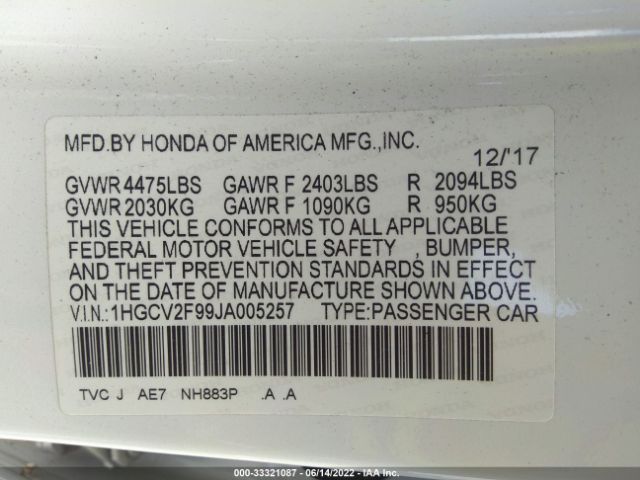 MFD.BY HONDA OF AMERICA MFG.,INC.
12/'17
GVWR 4475LBS GAWR F 2403LBS R 2094LBS
GVWR 2030KG GAWR F 1090KG R 950KG
THIS VEHICLE CONFORMS TO ALL APPLICABLE
FEDERAL MOTOR VEHICLE SAFETY , BUMPER,
AND THEFT PREVENTION STANDARDS IN EFFECT
ON THE DATE OF MANUFACTURE SHOWN ABOVE.
V.I.N.:1HGCV2F99JA005257 TYPE:PASSENGER CAR
TVC J AE7 NH883P .A .A
000-33321087 - 06/14/2022 - IAA Inc.